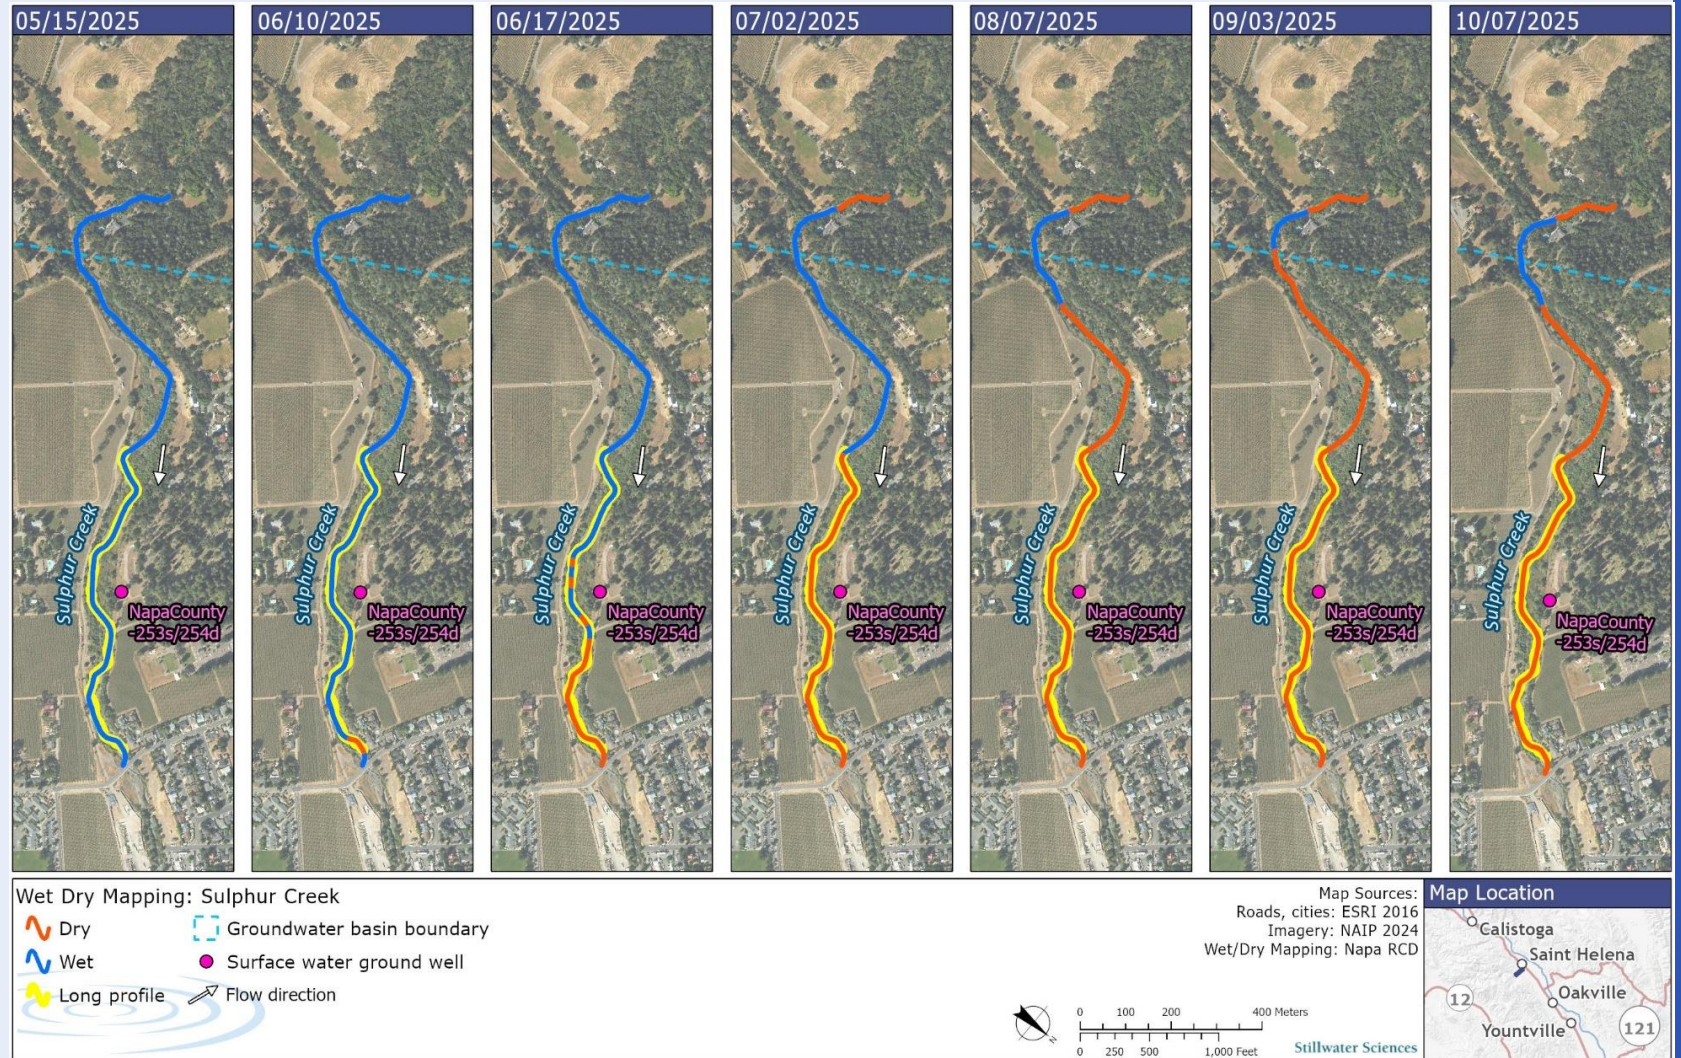 05/15/2025
06/10/2025
06/17/2025
07/02/2025
08/07/2025
09/03/2025
10/07/2025
Sulphur Creek
NapaCounty
-253s/254d
Sulphur Creek
NapaCounty
-253s/254d
Sulphur Creek
NapaCounty
-253s/254d
Sulphur Creek
NapaCounty
-253s/254d
Sulphur Creek
NapaCounty
-253s/254d
Sulphur Creek
NapaCounty
-253s/254d
Sulphur Creek
NapaCounty
-253s/254d
Wet Dry Mapping: Sulphur Creek
Dry
Wet
Long profile
Groundwater basin boundary
Surface water ground well
Flow direction
Map Sources:
Roads, cities: ESRI 2016
Imagery: NAIP 2024
Wet/Dry Mapping: Napa RCD
N
0 100 200 400 Meters
0 250 500 1,000 Feet
Stillwater Sciences
Map Location
Calistoga
Saint Helena
Oakville
12
Yountville
121